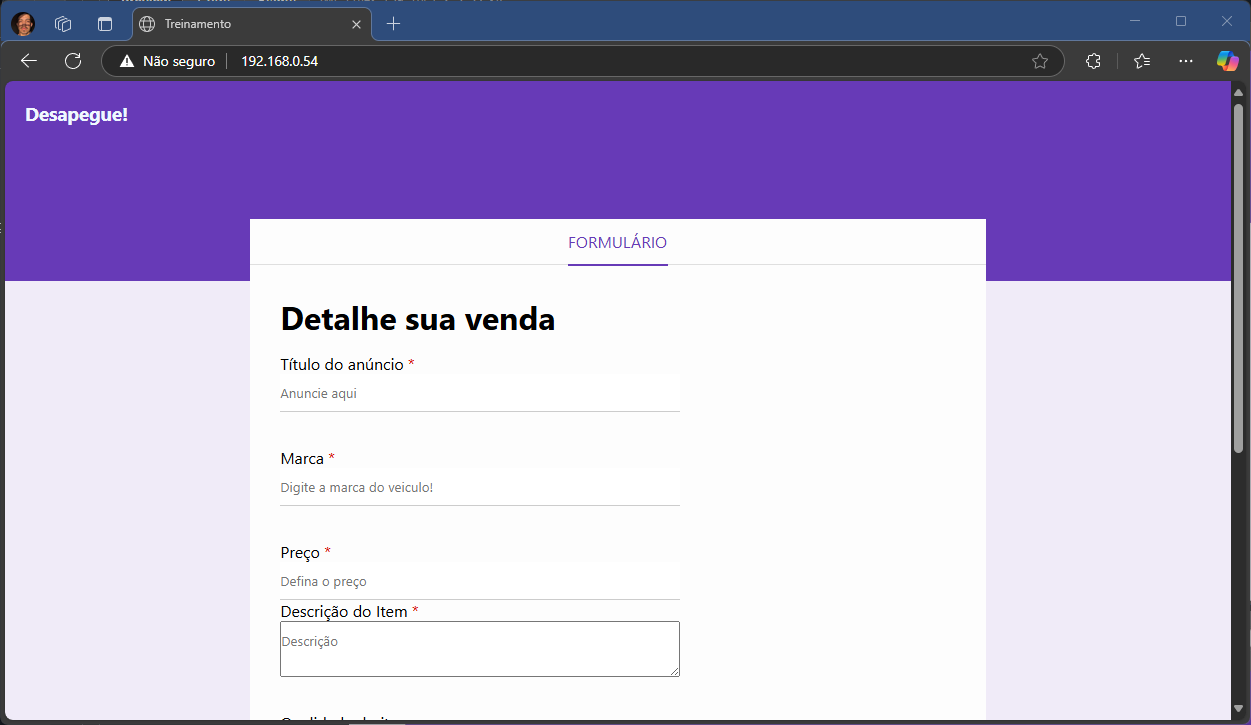 Treinamento
Não seguro
192.168.0.54
Desapegue!
FORMULÁRIO
Detalhe sua venda
Título do anúncio *
Anuncie aqui
Marca *
Digite a marca do veiculo!
Preço *
Defina o preço
Descrição do Item *
Descrição